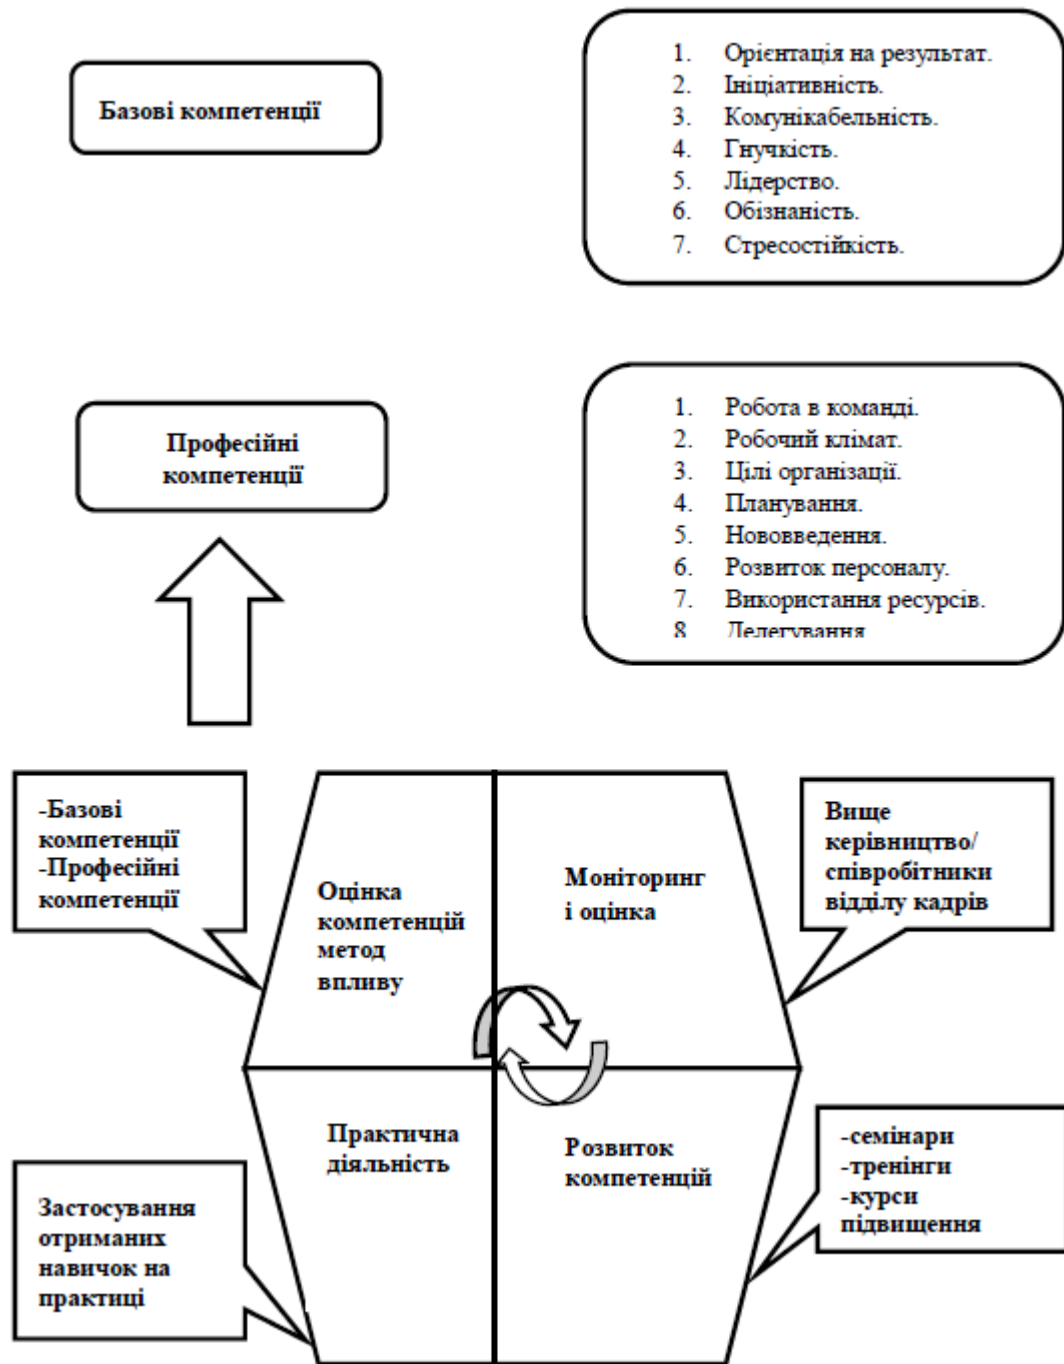 Базові компетенції
1. Орієнтація на результат.
2. Ініціативність.
3. Комунікабельність.
4. Гнучкість.
5. Лідерство.
6. Обізнаність.
7. Стресостійкість.
Професійні
компетенції
1. Робота в команді.
2. Робочий клімат.
3. Цілі організації.
4. Планування.
5. Нововведення.
6. Розвиток персоналу.
7. Використання ресурсів.
8 Делегування
-Базові
компетенції
-Професійні
компетенції
Оцінка
компетенцій
метод
впливу
Моніторинг
і оцінка
Вище
керівництво/
співробітники
відділу кадрів
Практична
діяльність
Розвиток
компетенцій
-семінари
-тренінги
-курси
підвищення
Застосування
отриманих
навичок на
практиці